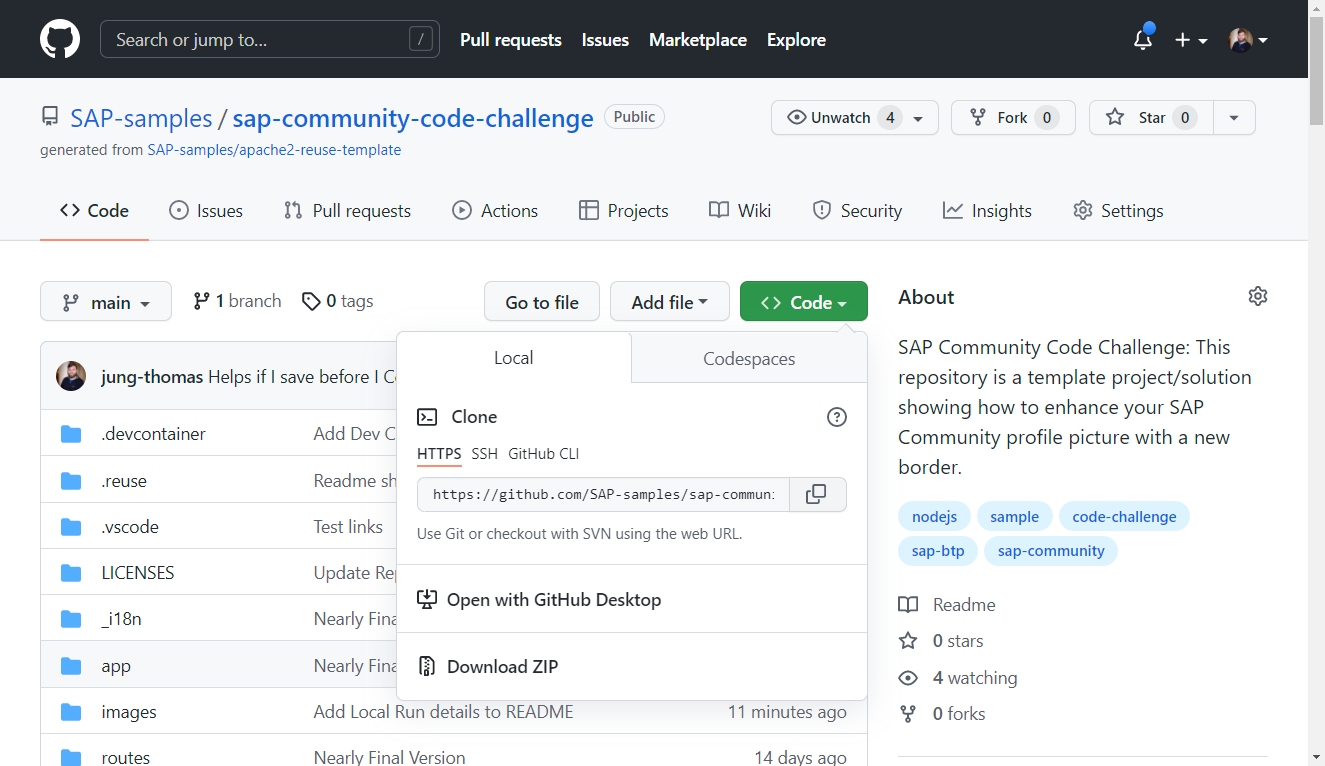 Search or jump to... /
Pull requests Issues Marketplace Explore
SAP-samples / sap-community-code-challenge Public
Unwatch 4 Fork 0 Star 0
generated from SAP-samples/apache2-reuse-template
Code Issues Pull requests Actions Projects Wiki Security Insights Settings
main 1 branch 0 tags
Go to file Add file Code
Local Codespaces
Clone
HTTPS SSH GitHub CLI
https://github.com/SAP-samples/sap-communi
Use Git or checkout with SVN using the web URL.
Open with GitHub Desktop
Download ZIP
jung-thomas Helps if I save before I C
.devcontainer Add Dev C
.reuse Readme sh
.vscode Test links
LICENSES Update Rep
_i18n Nearly Fina
app Nearly Fina
images Add Local Run details to README 11 minutes ago
routes Nearly Final Version 14 days ago
About
SAP Community Code Challenge: This
repository is a template project/solution
showing how to enhance your SAP
Community profile picture with a new
border.
nodejs sample code-challenge
sap-btp sap-community
Readme
0 stars
4 watching
0 forks